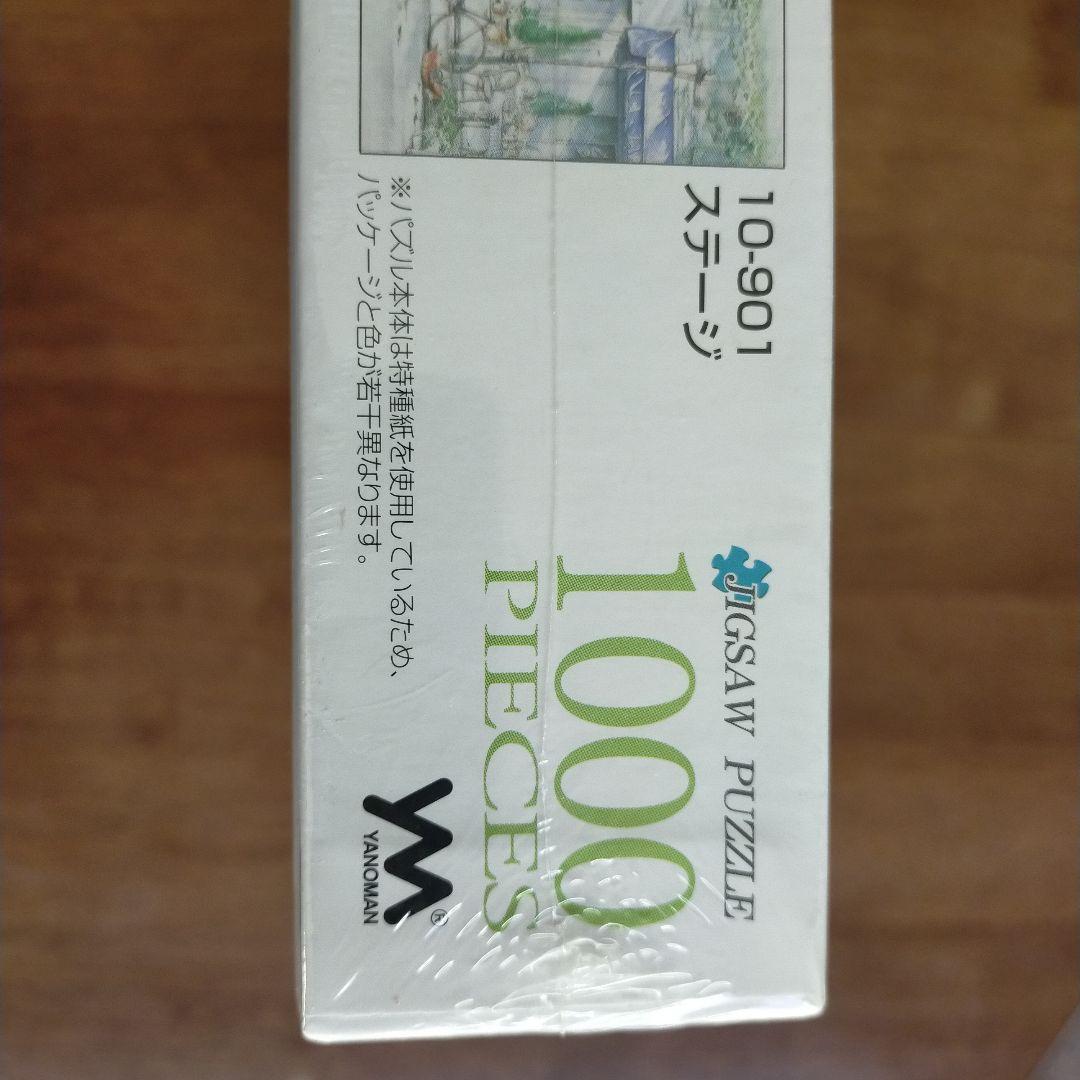 10-901
ステージ
※パズル本体は特種紙を使用しているため、
パッケージと色が若干異なります。
JIGSAW PUZZLE
1000
PIECES
YM®
YANOMAN